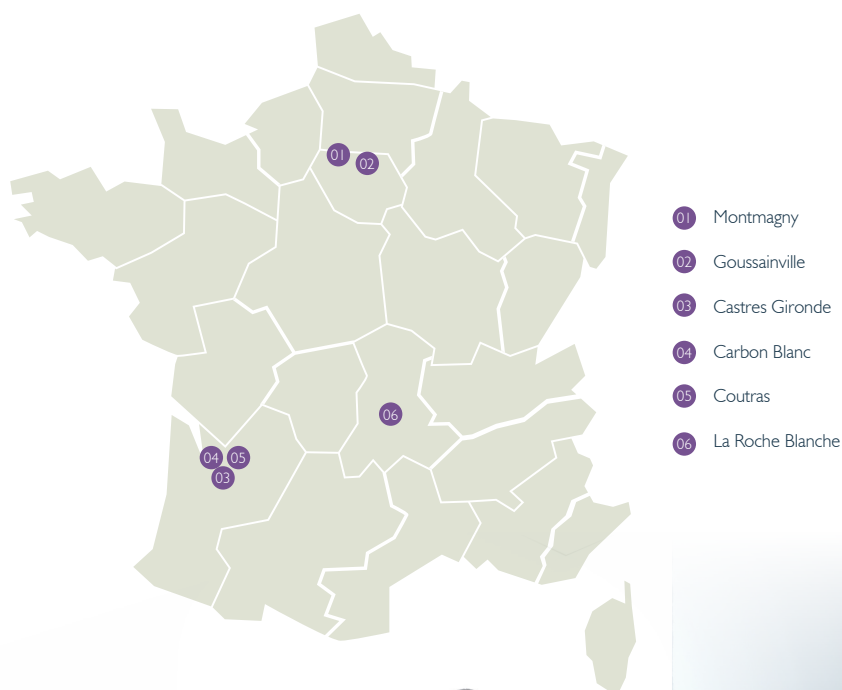 01 02
04 05
03
06
01 Montmagny
02 Goussainville
03 Castres Gironde
04 Carbon Blanc
05 Coutras
06 La Roche Blanche